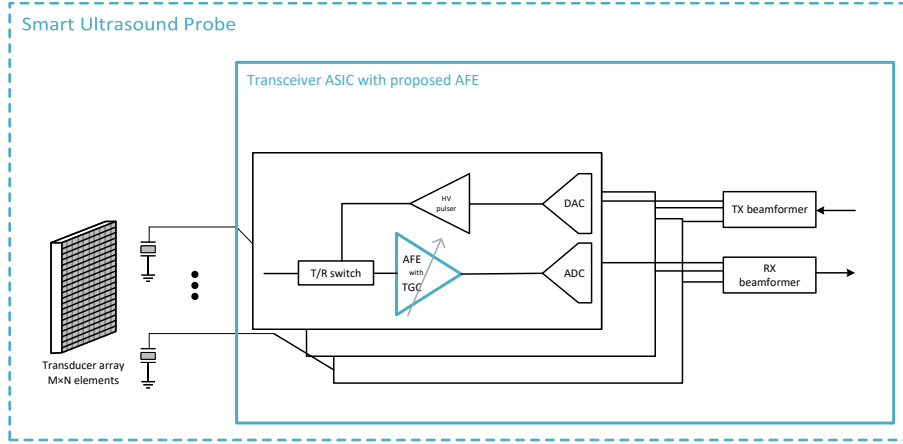 Smart Ultrasound Probe
Transceiver ASIC with proposed AFE
HV
pulser
DAC
TX beamformer
T/R switch
AFE
with
TGC
ADC
RX
beamformer
Transducer array
M×N elements